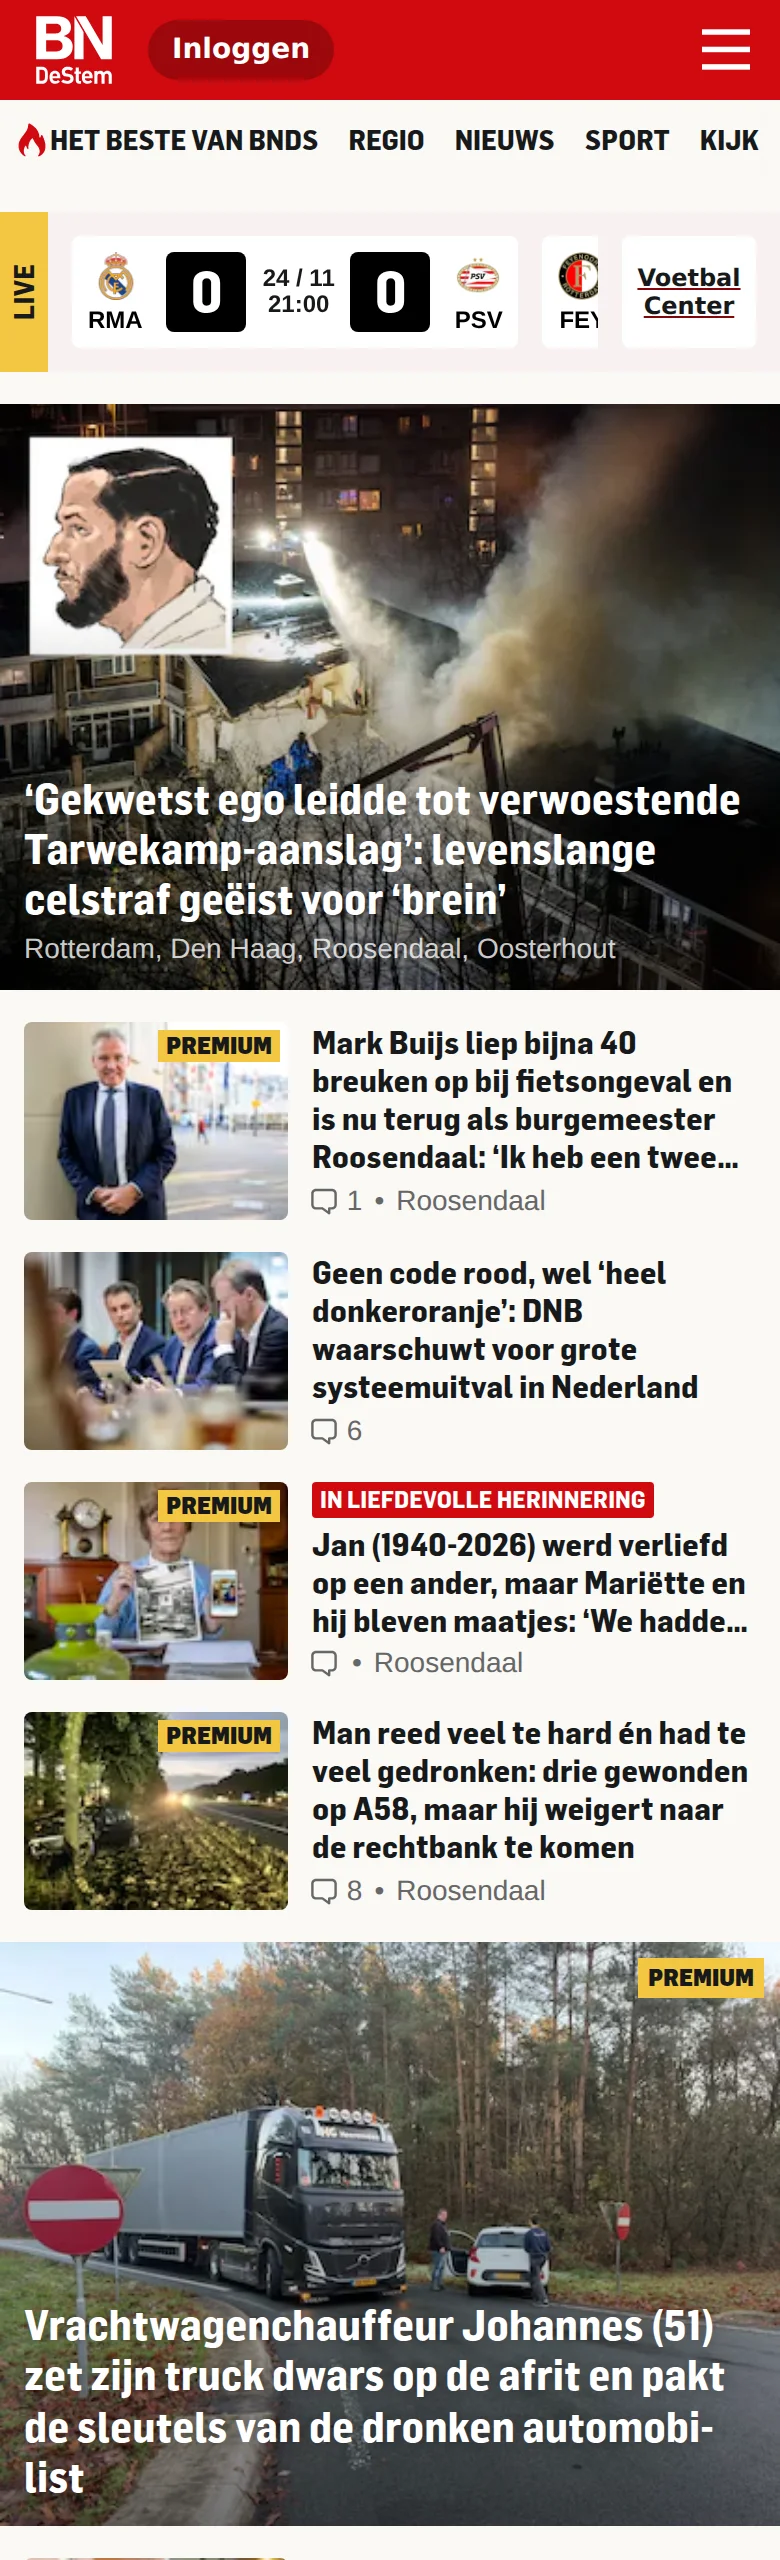 BN
DeStem
Inloggen
HET BESTE VAN BNDS
REGIO
NIEUWS
SPORT
KIJK
LIVE
RMA
0
24 / 11
21:00
0
PSV
PSV
FEY
Voetbal
Center
‘Gekwetst ego leidde tot verwoestende
Tarwekamp-aanslag’: levenslange
celstraf geëist voor ‘brein’
Rotterdam, Den Haag, Roosendaal, Oosterhout
PREMIUM
Mark Buijs liep bijna 40
breuken op bij fietsongeval en
is nu terug als burgemeester
Roosendaal: ‘Ik heb een twee...
1 • Roosendaal
Geen code rood, wel ‘heel
donkeroranje’: DNB
waarschuwt voor grote
systeemuitval in Nederland
6
PREMIUM
IN LIEFDEVOLLE HERINNERING
Jan (1940-2026) werd verliefd
op een ander, maar Mariëtte en
hij bleven maatjes: ‘We hadde...
• Roosendaal
PREMIUM
Man reed veel te hard én had te
veel gedronken: drie gewonden
op A58, maar hij weigert naar
de rechtbank te komen
8 • Roosendaal
PREMIUM
Vrachtwagenchauffeur Johannes (51)
zet zijn truck dwars op de afrit en pakt
de sleutels van de dronken automobi-
list